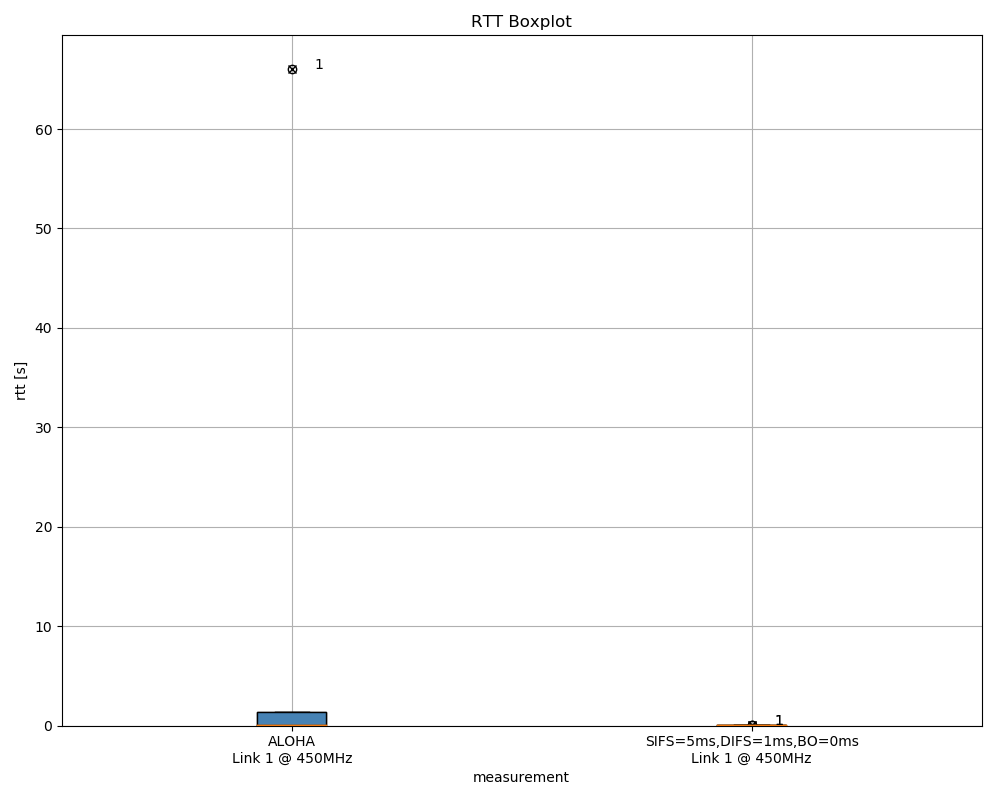 RTT Boxplot
1
60
50
40
30
20
10
0
rtt [s]
1
ALOHA
Link 1 @ 450MHz
SIFS=5ms,DIFS=1ms,BO=0ms
Link 1 @ 450MHz
measurement